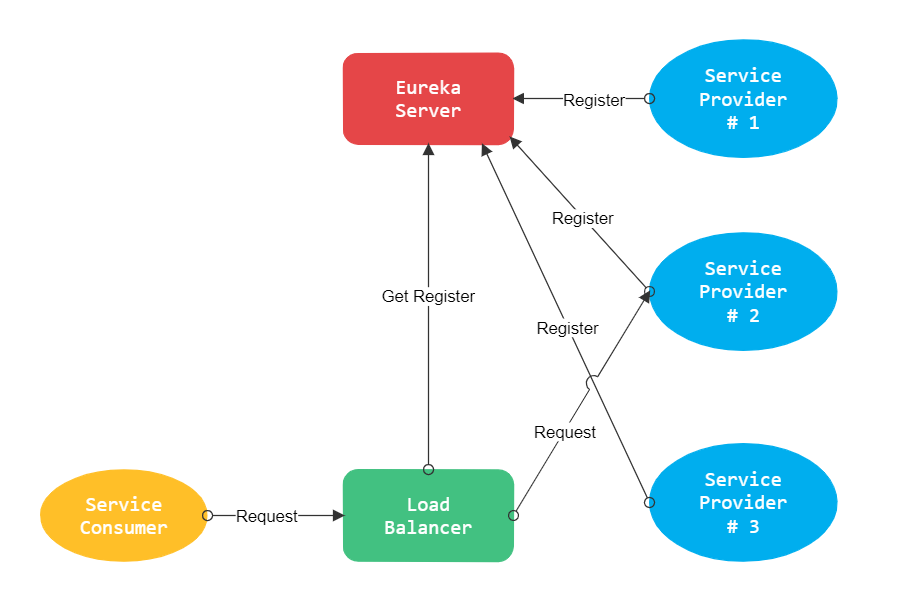 Eureka
Server
Register
Service
Provider
# 1
Register
Service
Provider
# 2
Get Register
Register
Request
Service
Consumer
Request
Load
Balancer
Service
Provider
# 3